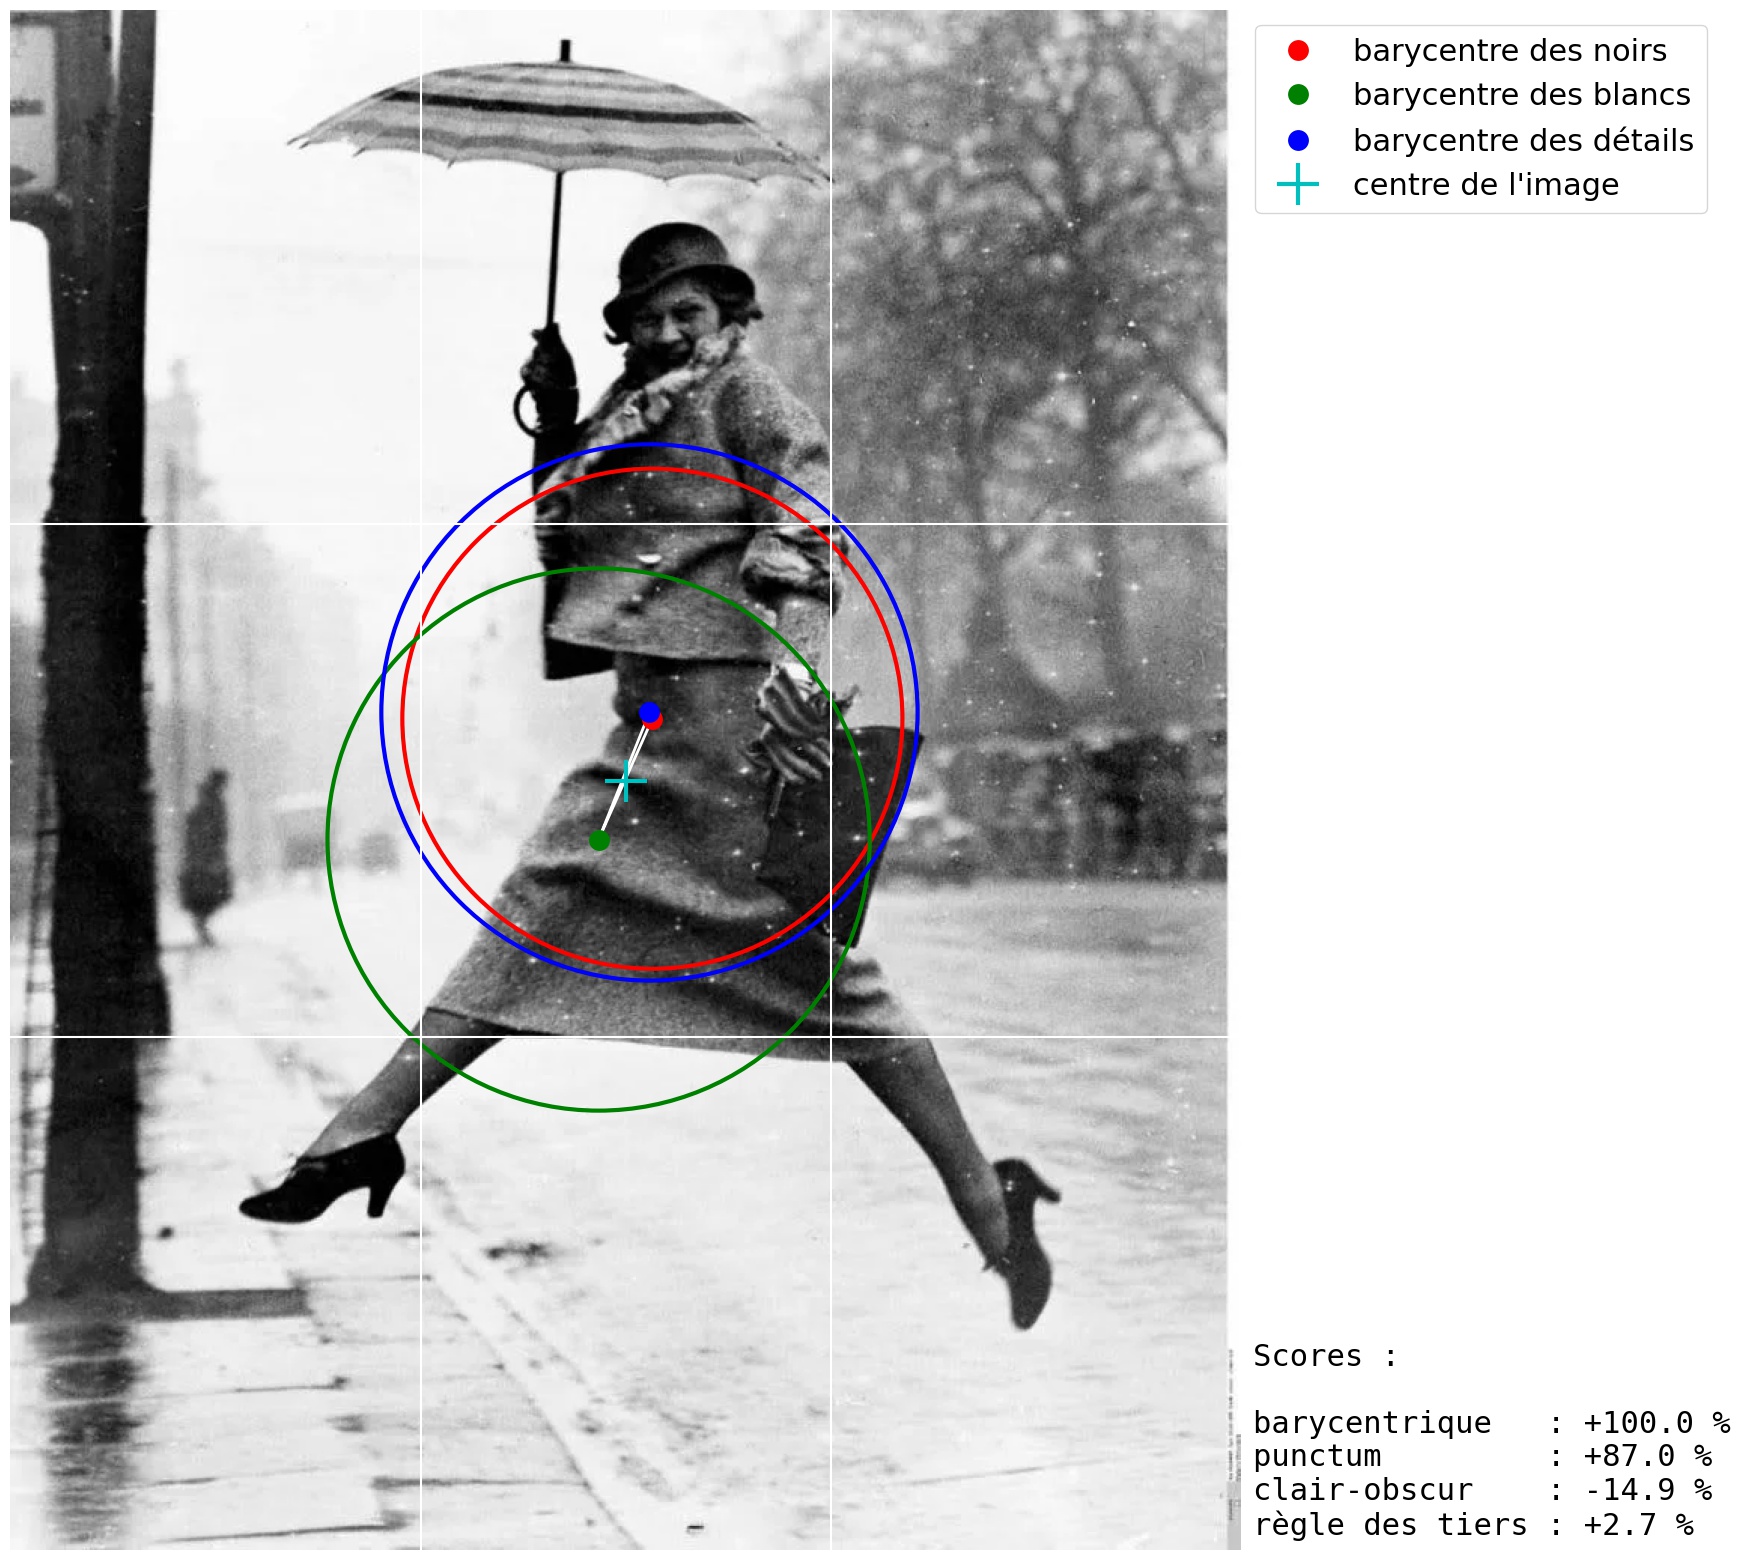 barycentre des noirs
barycentre des blancs
barycentre des détails
centre de l'image
Scores :
barycentrique : +100.0 %
punctum : +87.0 %
clair-obscur : -14.9 %
règle des tiers : +2.7 %